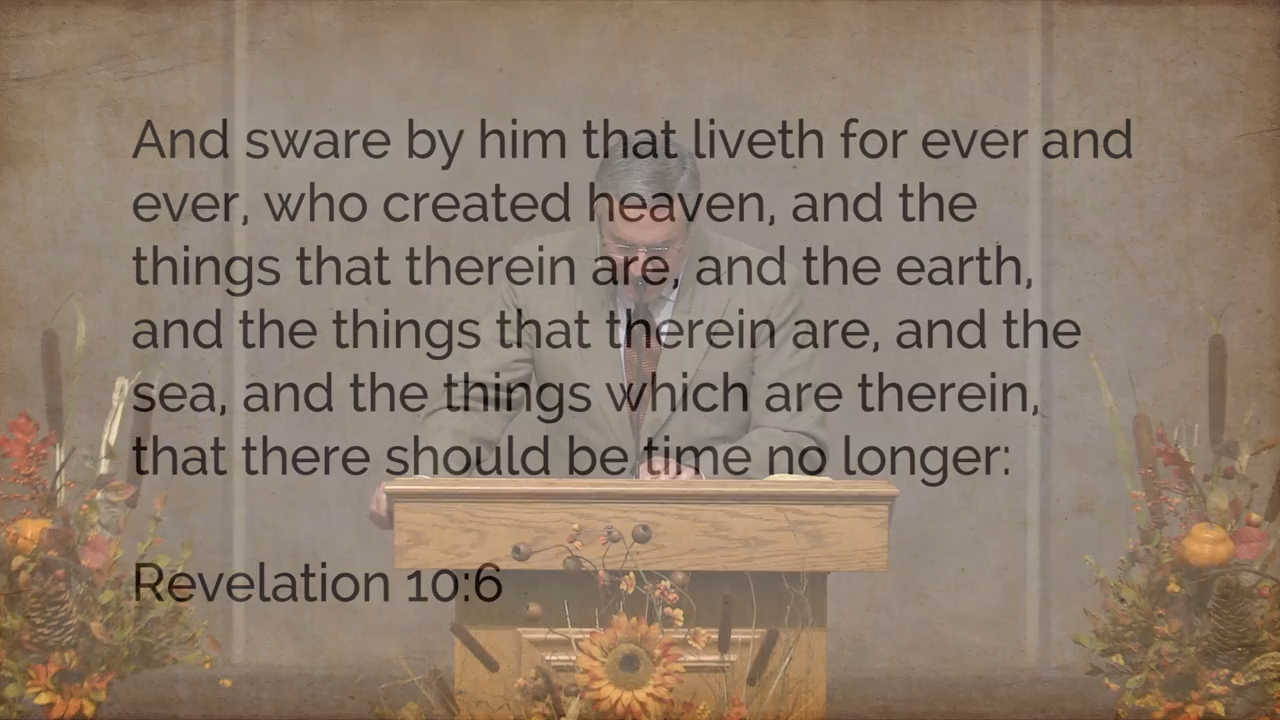 And sware by him that liveth for ever and
ever, who created heaven, and the
things that therein are, and the earth,
and the things that therein are, and the
sea, and the things which are therein,
that there should be time no longer:
Revelation 10:6